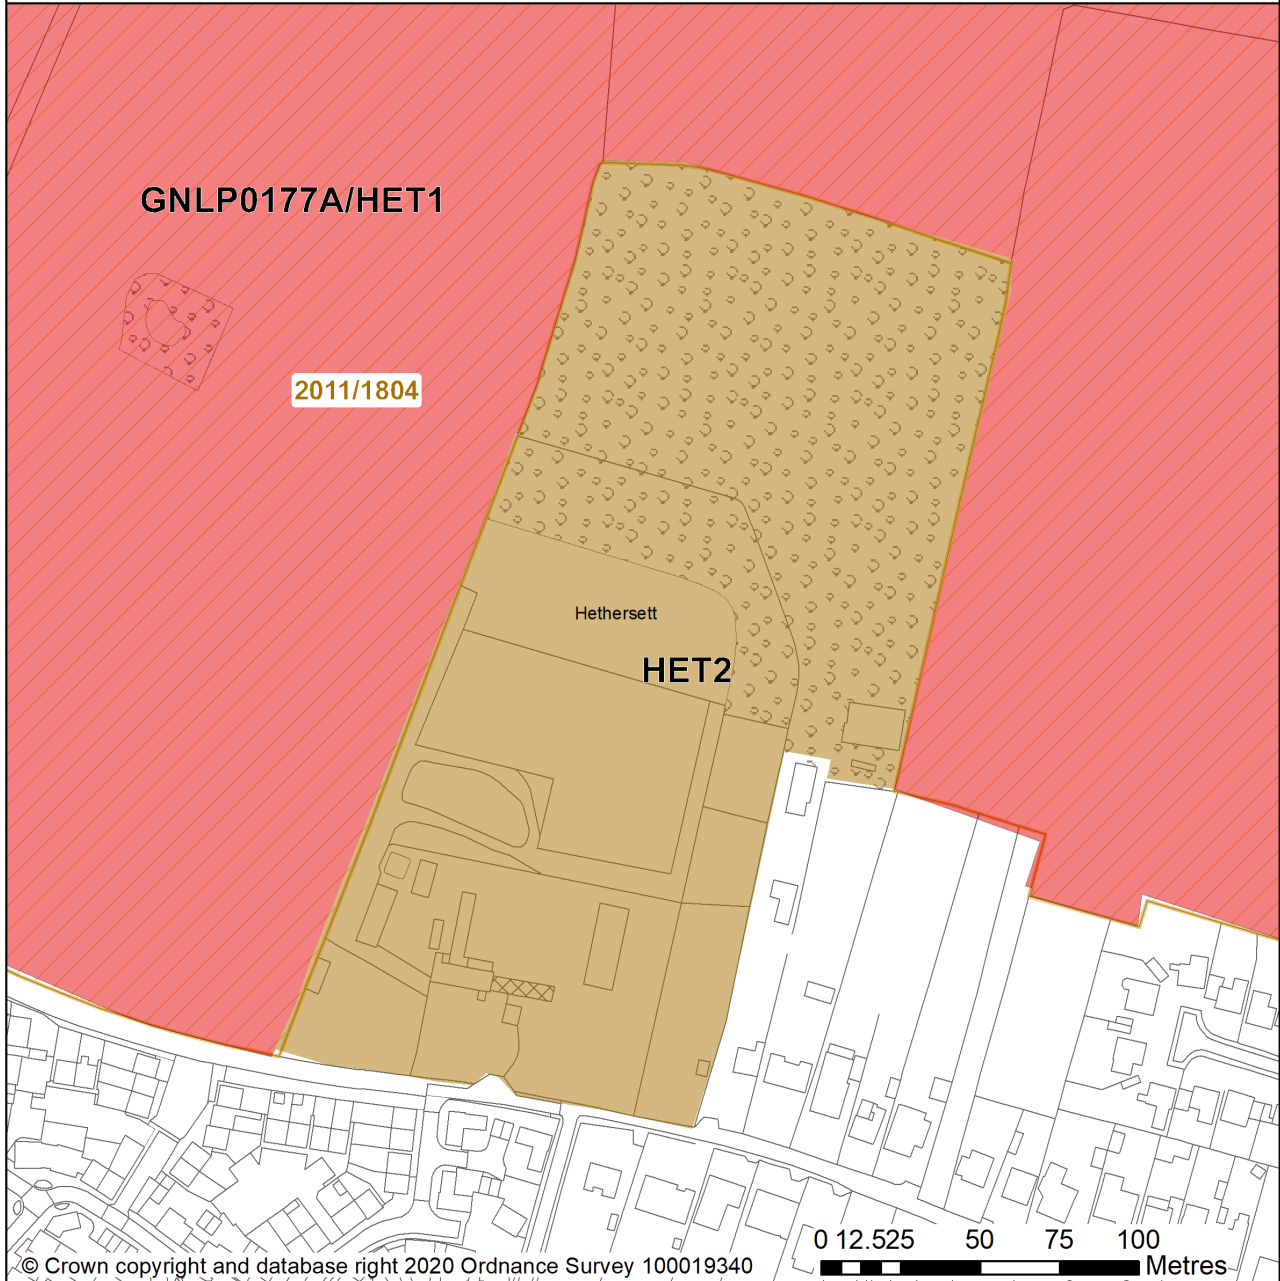 GNLP0177A/HET1
2011/1804
Hethersett
HET2
0 12.525 50 75 100
Metres
© Crown copyright and database right 2020 Ordnance Survey 100019340